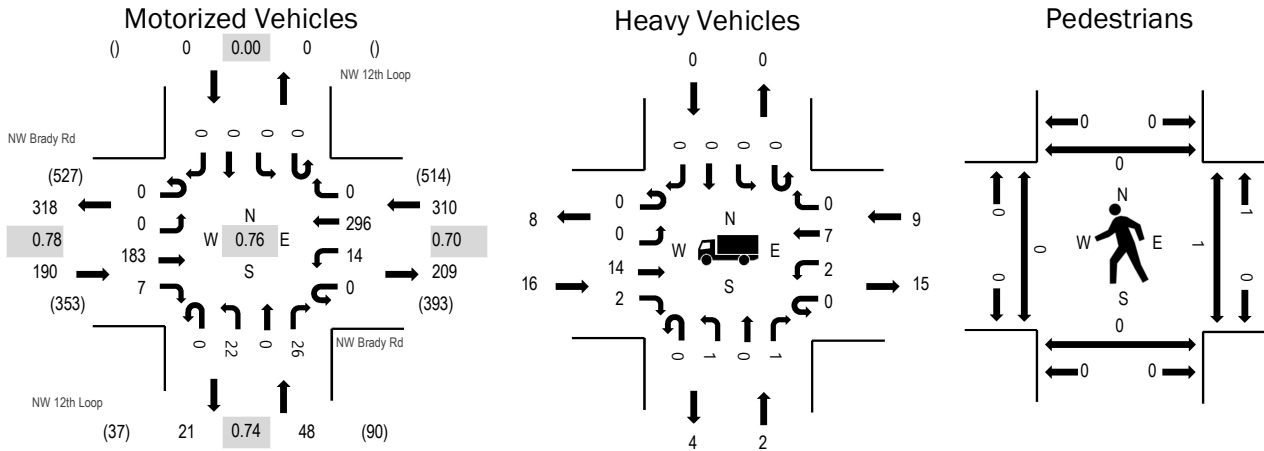 Motorized Vehicles
Heavy Vehicles
Pedestrians
() 0 0.00 0 ()
NW 12th Loop
NW Brady Rd
0 0 0 0
(527) 0 0 (514)
318 0 296 310
0.78 W N 0.76 E S 0.70
190 183 14 209
(353) 7 0 (393)
0 22 0 26
NW Brady Rd
NW 12th Loop
(37) 21 0.74 48 (90)
0 0
0 0 0 0
0 0
8 0 7 9
N
W E
S
16 14 2 15
2 0
0 1 0 1
4 2
0 0
0
0 0 N 1 1
W E
0 S 0
0
0 0